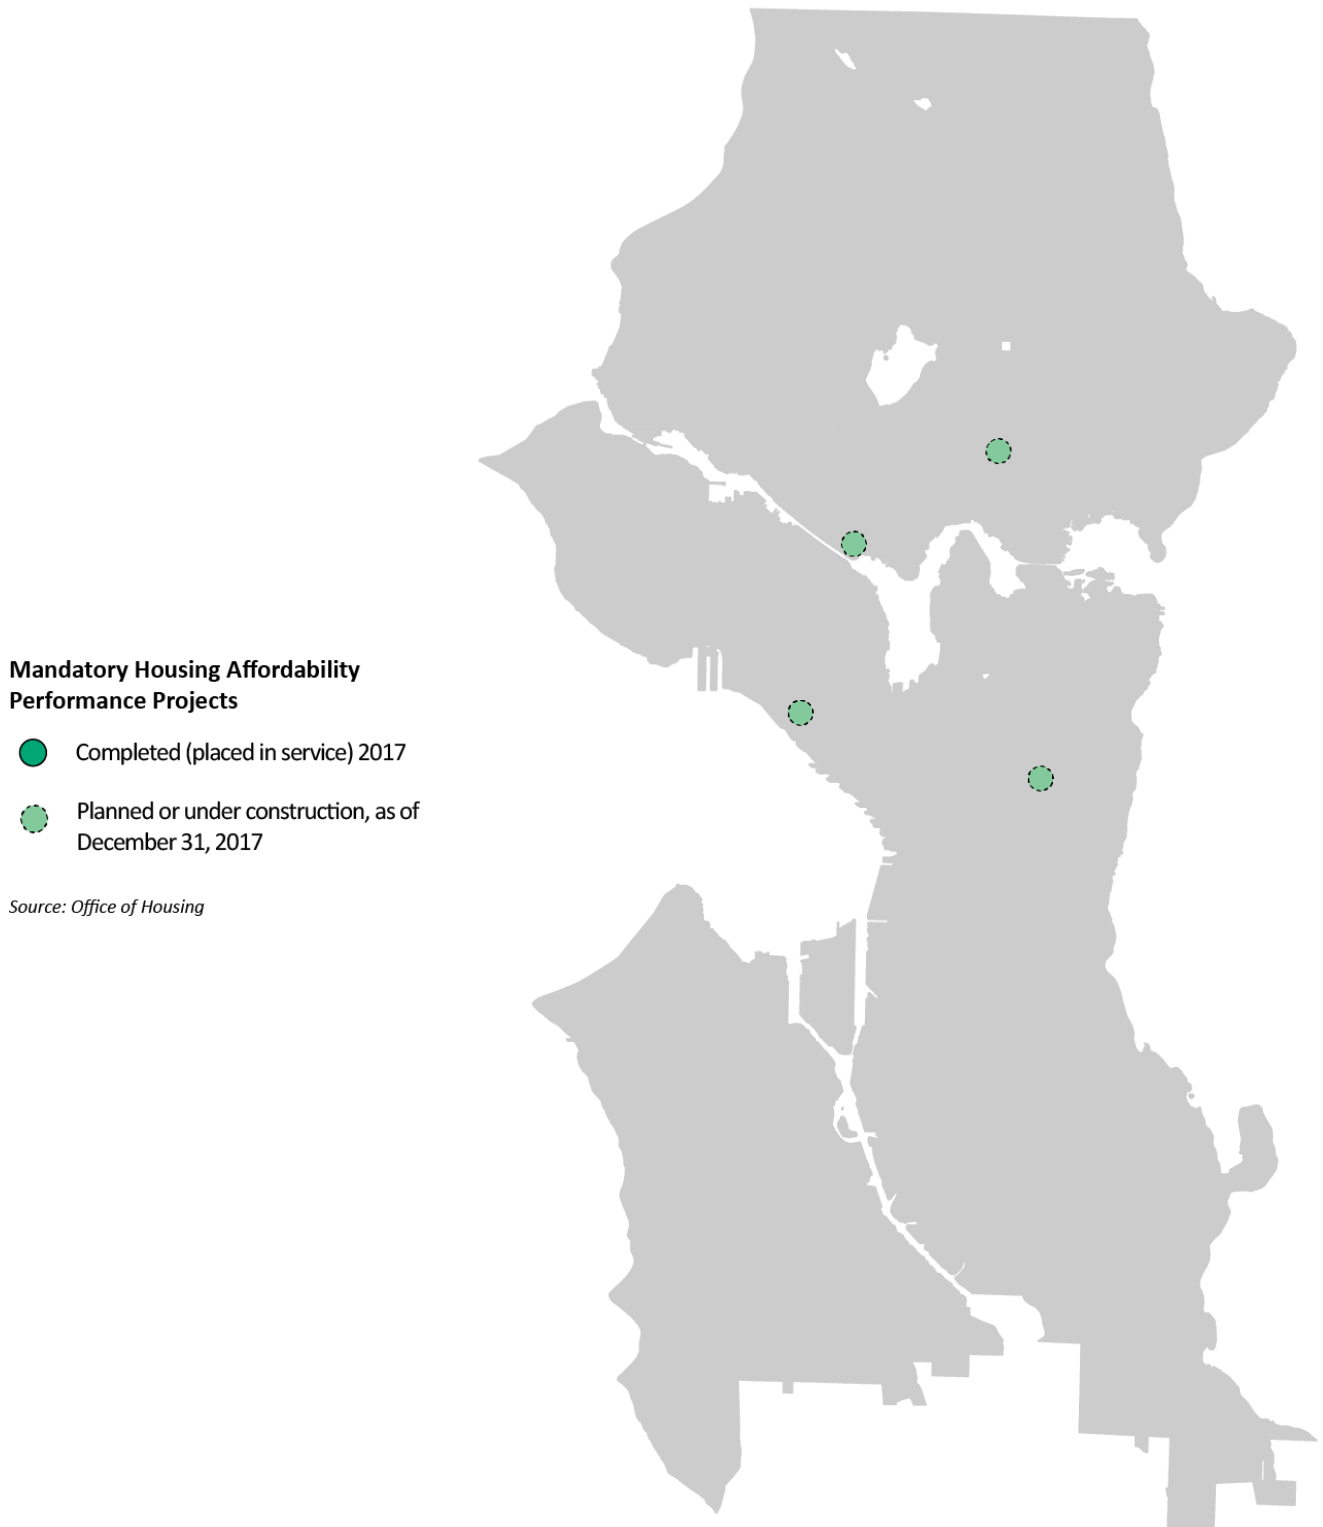 Mandatory Housing Affordability
Performance Projects
Completed (placed in service) 2017
Planned or under construction, as of
December 31, 2017
Source: Office of Housing